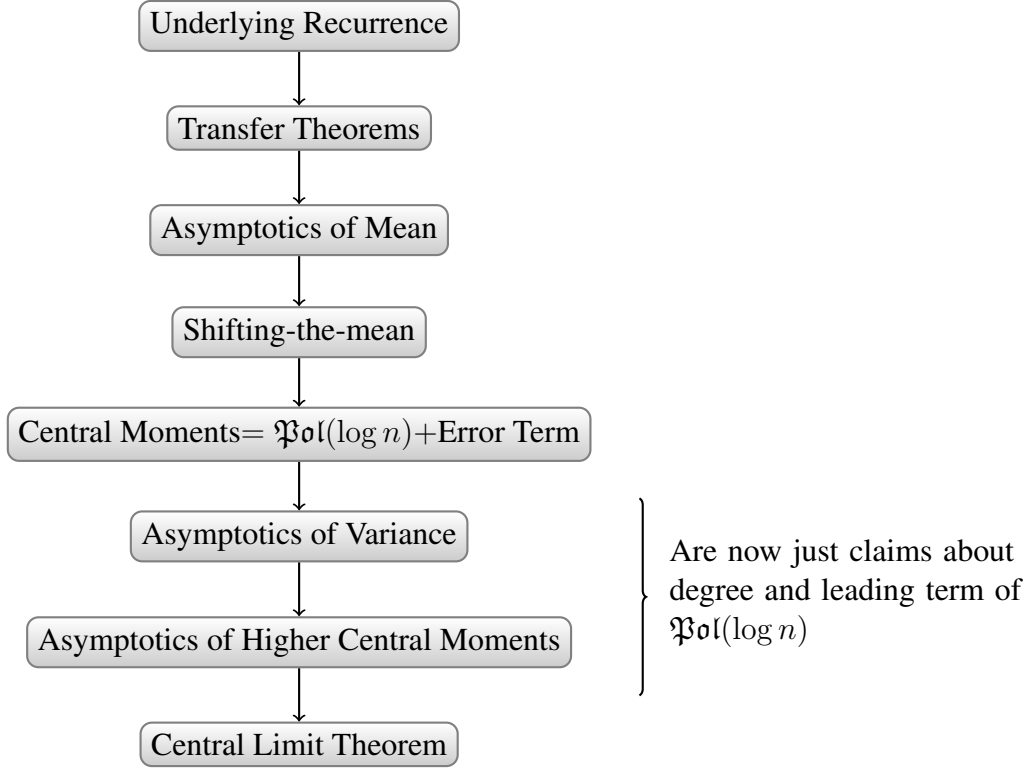 Underlying Recurrence
Transfer Theorems
Asymptotics of Mean
Shifting-the-mean
Central Moments= 𝔓𝔬𝔩(log n)+Error Term
Asymptotics of Variance
Asymptotics of Higher Central Moments
Central Limit Theorem
Are now just claims about
degree and leading term of
𝔓𝔬𝔩(log n)